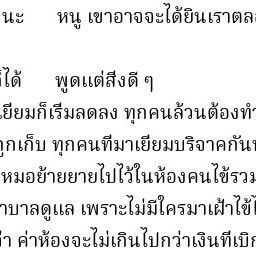 นะ หนู เขาอาจจะได้ยินเราตล
ได้ พูดแต่สิ่งดี ๆ
เยี่ยมก็เริ่มลดลง ทุกคนล้วนต้องทำ
ถูกเก็บ ทุกคนที่มาเยี่ยมบริจาคกัน
หมอย้ายยายไปไว้ในห้องคนไข้รวม
าบาลดูแล เพราะไม่มีใครมาเฝ้าไข้ไ
ว่า ค่าห้องจะไม่เกินไปกว่าเงินที่เบิก